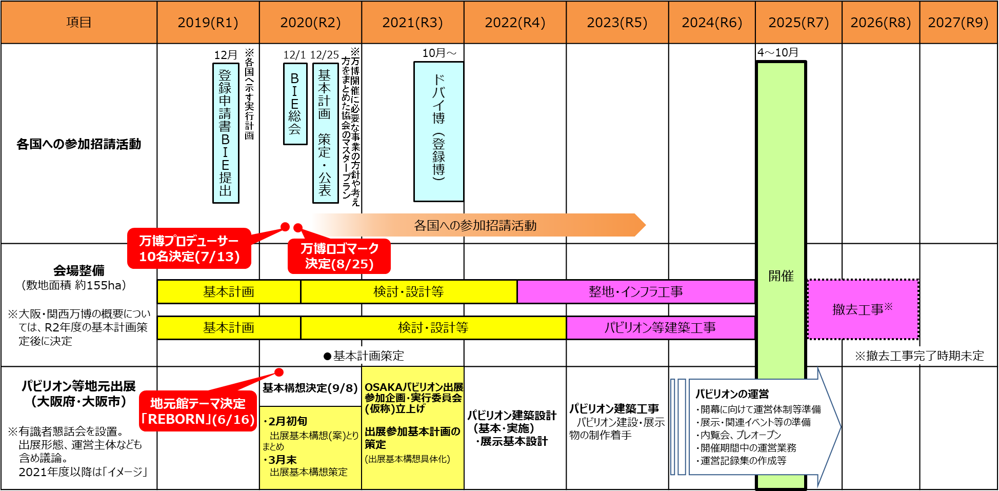 項目
2019(R1)
2020(R2)
2021(R3)
2022(R4)
2023(R5)
2024(R6)
2025(R7)
2026(R8)
2027(R9)
各国への参加招請活動
12月
登録申請書BIE提出
※各国へ示す実行計画
12/1
BIE総会
12/25
基本計画　策定・公表
※万博開催に必要な事業の方針や考え
方をまとめた協会のマスタープラン
10月～
ドバイ博（登録博）
4～10月
開催
各国への参加招請活動
万博プロデューサー
10名決定(7/13)
万博ロゴマーク
決定(8/25)
会場整備
（敷地面積 約155ha）
※大阪・関西万博の概要につい
ては、R2年度の基本計画策
定後に決定
基本計画
検討・設計等
整地・インフラ工事
基本計画
検討・設計等
パビリオン等建築工事
撤去工事※
●基本計画策定
※撤去工事完了時期未定
パビリオン等地元出展
（大阪府・大阪市）
※有識者懇話会を設置。
出展形態、運営主体なども
含め議論。
2021年度以降は「イメージ」
地元館テーマ決定
「REBORN」(6/16)
基本構想決定(9/8)
・2月初旬
出展基本構想(案)とり
まとめ
・3月末
出展基本構想策定
OSAKAパビリオン出展
参加企画・実行委員会
(仮称)立上げ
出展参加基本計画の
策定
(出展基本構想具体化)
パビリオン建築設計
（基本・実施）
・展示基本設計
パビリオン建築工事
パビリオン建設・展示
物の制作着手
パビリオンの運営
・開幕に向けて運営体制等準備
・展示・関連イベント等の準備
・内覧会、プレオープン
・開催期間中の運営業務
・運営記録集の作成等